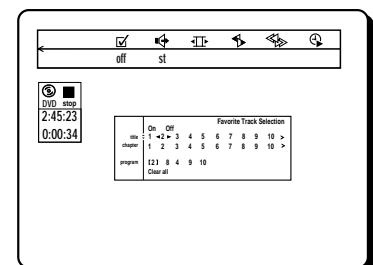 off st
DVD stop
2:45:23
0:00:34
Favorite Track Selection
On Off
title : 1 ◄2► 3 4 5 6 7 8 9 10 >
chapter 1 2 3 4 5 6 7 8 9 10 >
program [2] 8 4 9 10
Clear all